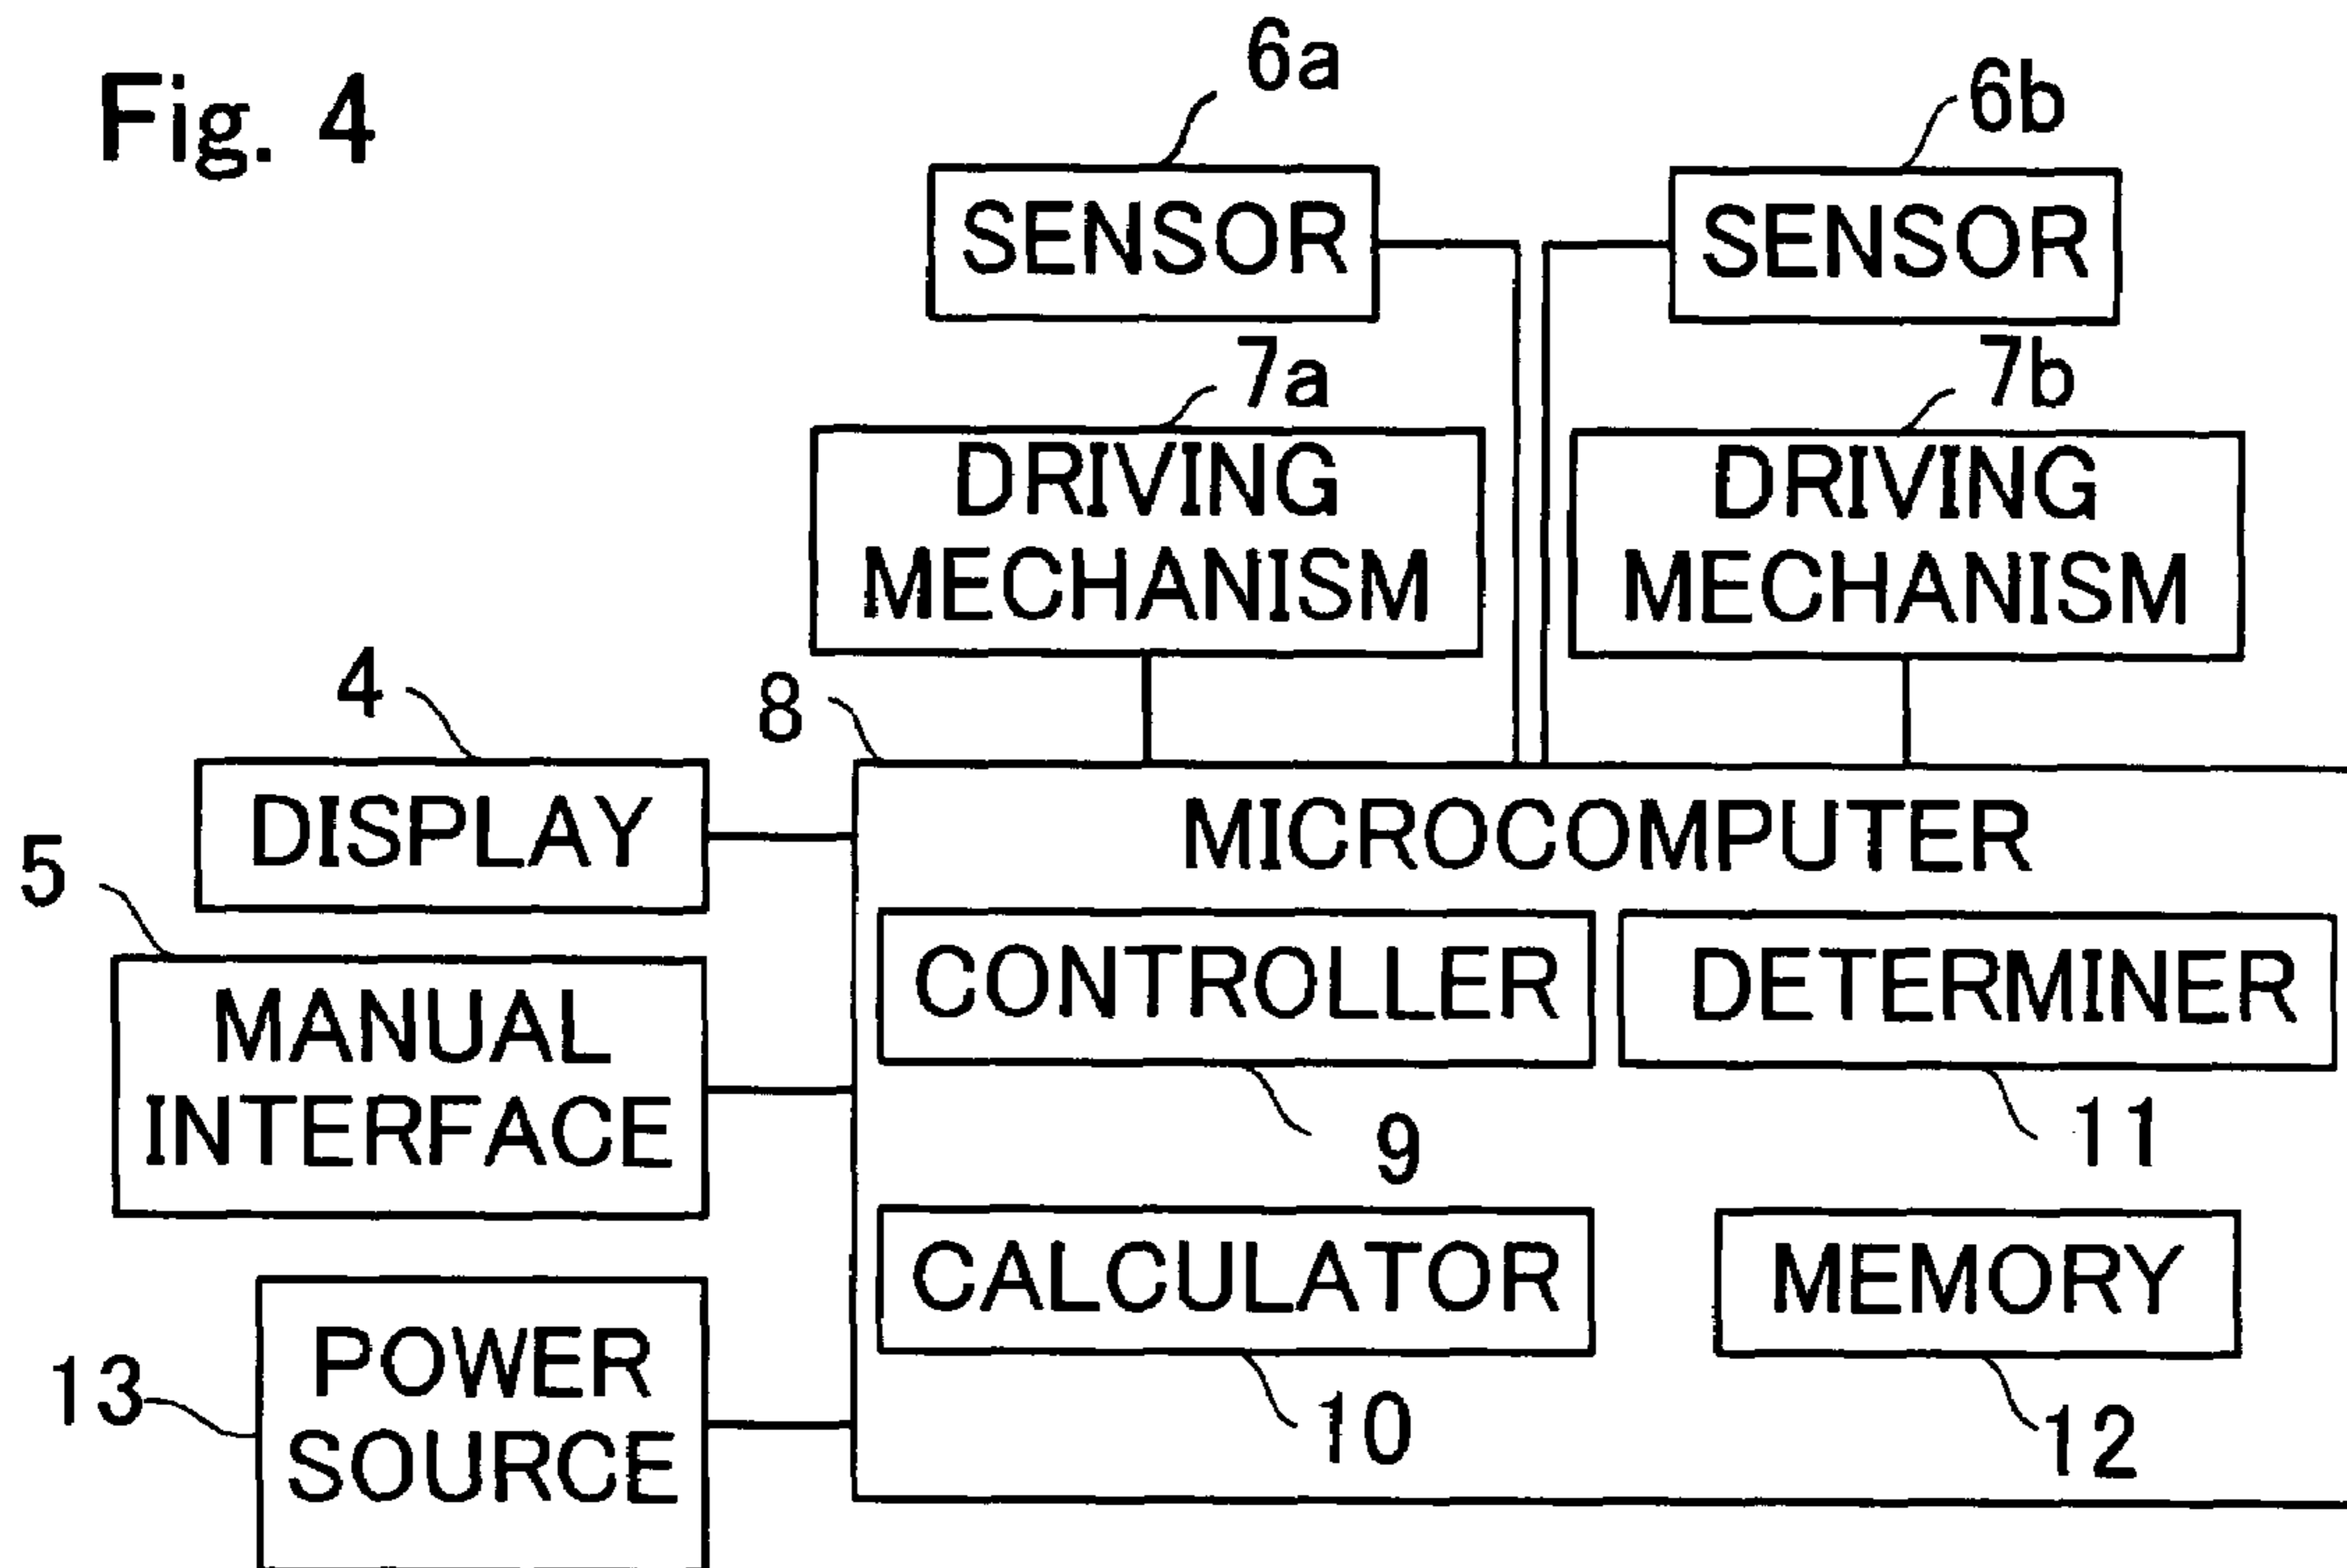 Fig. 4
6a
6b
SENSOR
SENSOR
7a
7b
DRIVING
MECHANISM
DRIVING
MECHANISM
4
8
DISPLAY
MICROCOMPUTER
5
MANUAL
INTERFACE
CONTROLLER
DETERMINER
9
11
CALCULATOR
MEMORY
10
12
13
POWER
SOURCE